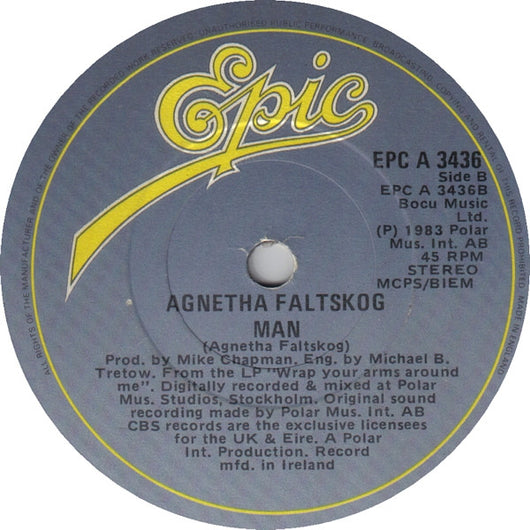 ALL RIGHTS OF THE MANUFACTURER AND OF THE OWNER OF THE RECORDED WORK RESERVED. UNAUTHORISED PUBLIC PERFORMANCE, BROADCASTING, COPYING AND RENTAL OF THIS RECORD PROHIBITED. MADE IN ENGLAND
Epic
EPC A 3436
Side B
EPC A 3436B
Bocu Music
Ltd.
(P) 1983 Polar
Mus. Int. AB
45 RPM
STEREO
MCPS/BIEM
AGNETHA FALTSKOG
MAN
(Agnetha Faltskog)
Prod. by Mike Chapman. Eng. by Michael B.
Tretow. From the LP "Wrap your arms around
me". Digitally recorded & mixed at Polar
Mus. Studios, Stockholm. Original sound
recording made by Polar Mus. Int. AB
CBS records are the exclusive licensees
for the UK & Eire. A Polar
Int. Production. Record
mfd. in Ireland